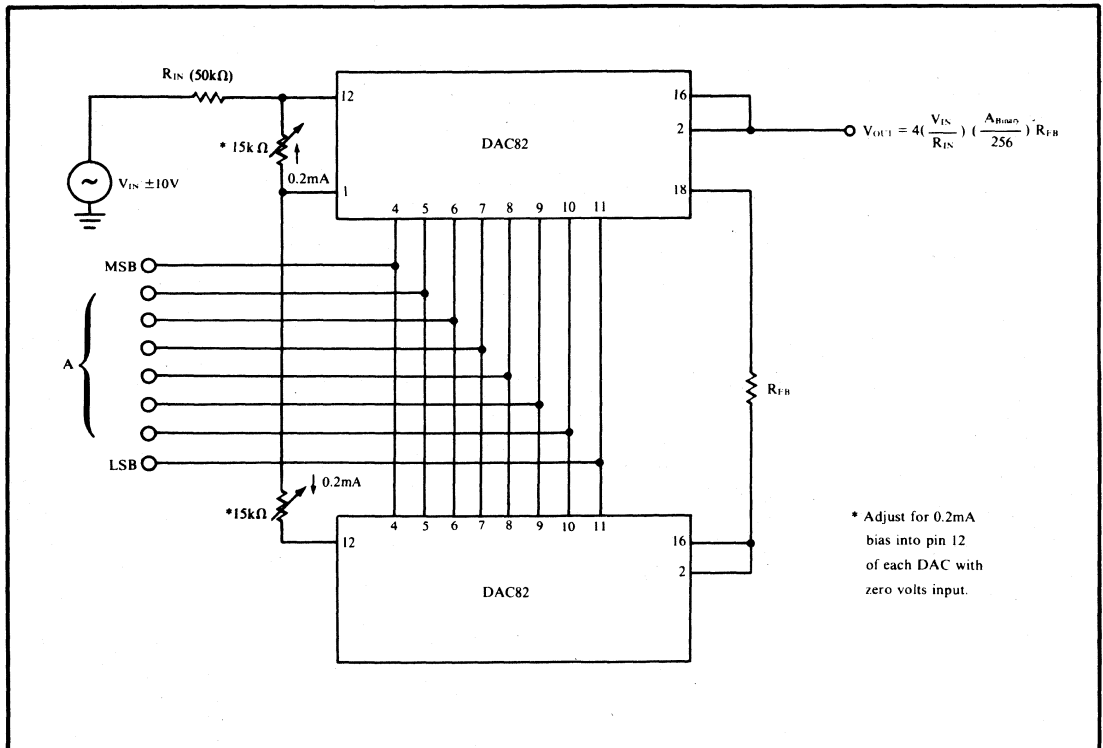 R_IN (50kΩ)
12
16
* 15k Ω
DAC82
2
V_OUT = 4(V_IN/R_IN) (A_Binary/256) R_FB
0.2mA
V_IN ±10V
1
18
4 5 6 7 8 9 10 11
MSB
A
R_FB
LSB
0.2mA
*15kΩ
4 5 6 7 8 9 10 11
12
16
2
DAC82
* Adjust for 0.2mA
bias into pin 12
of each DAC with
zero volts input.